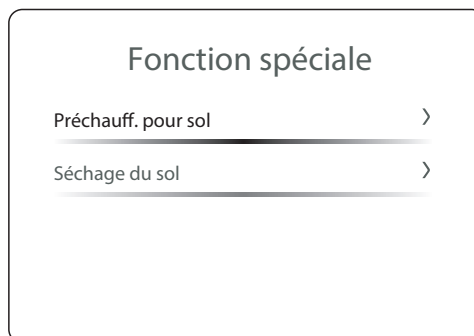 Fonction spéciale
Préchauff. pour sol
Séchage du sol